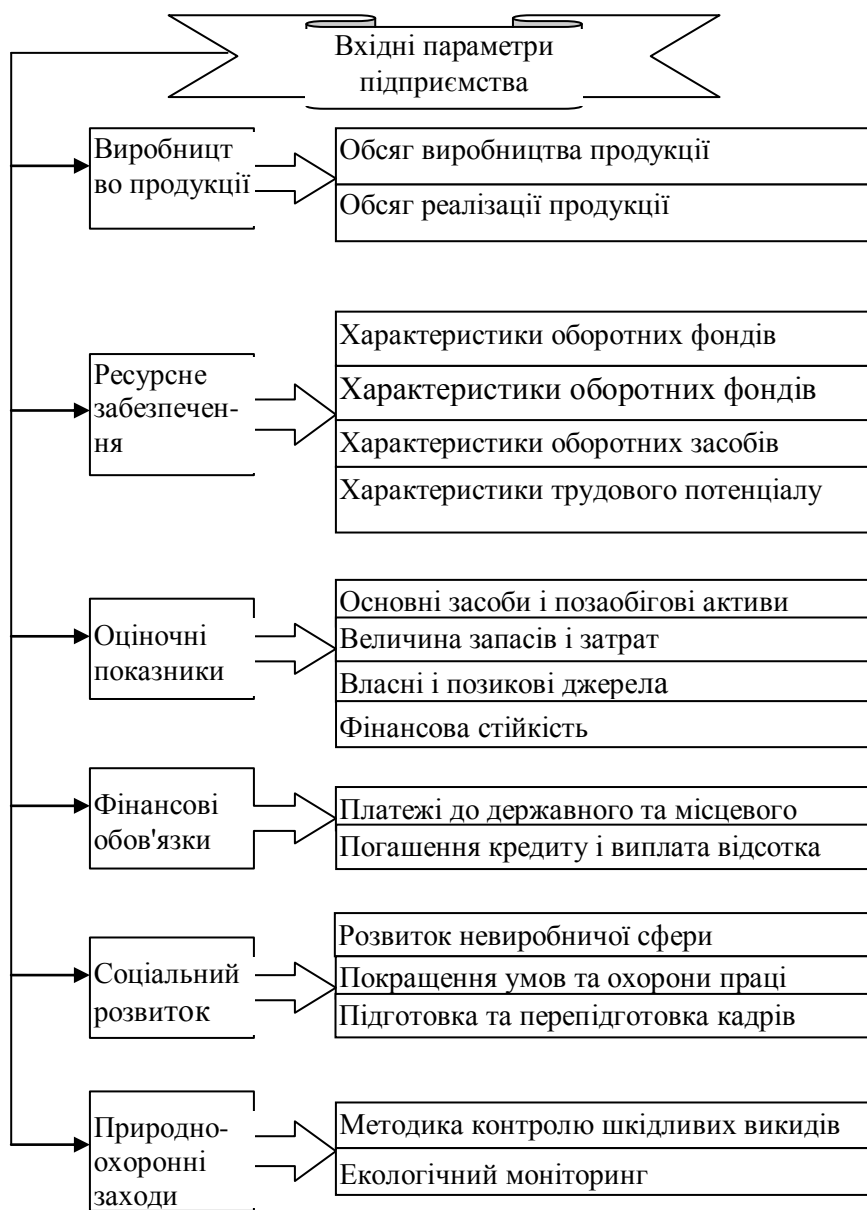 Вхідні параметри
підприємства
Виробницт
во продукції
Обсяг виробництва продукції
Обсяг реалізації продукції
Ресурсне
забезпечен-
ня
Характеристики оборотних фондів
Характеристики оборотних фондів
Характеристики оборотних засобів
Характеристики трудового потенціалу
Оціночні
показники
Основні засоби і позаобігові активи
Величина запасів і затрат
Власні і позикові джерела
Фінансова стійкість
Фінансові
обов'язки
Платежі до державного та місцевого
Погашення кредиту і виплата відсотка
Соціальний
розвиток
Розвиток невиробничої сфери
Покращення умов та охорони праці
Підготовка та перепідготовка кадрів
Природно-
охоронні
заходи
Методика контролю шкідливих викидів
Екологічний моніторинг